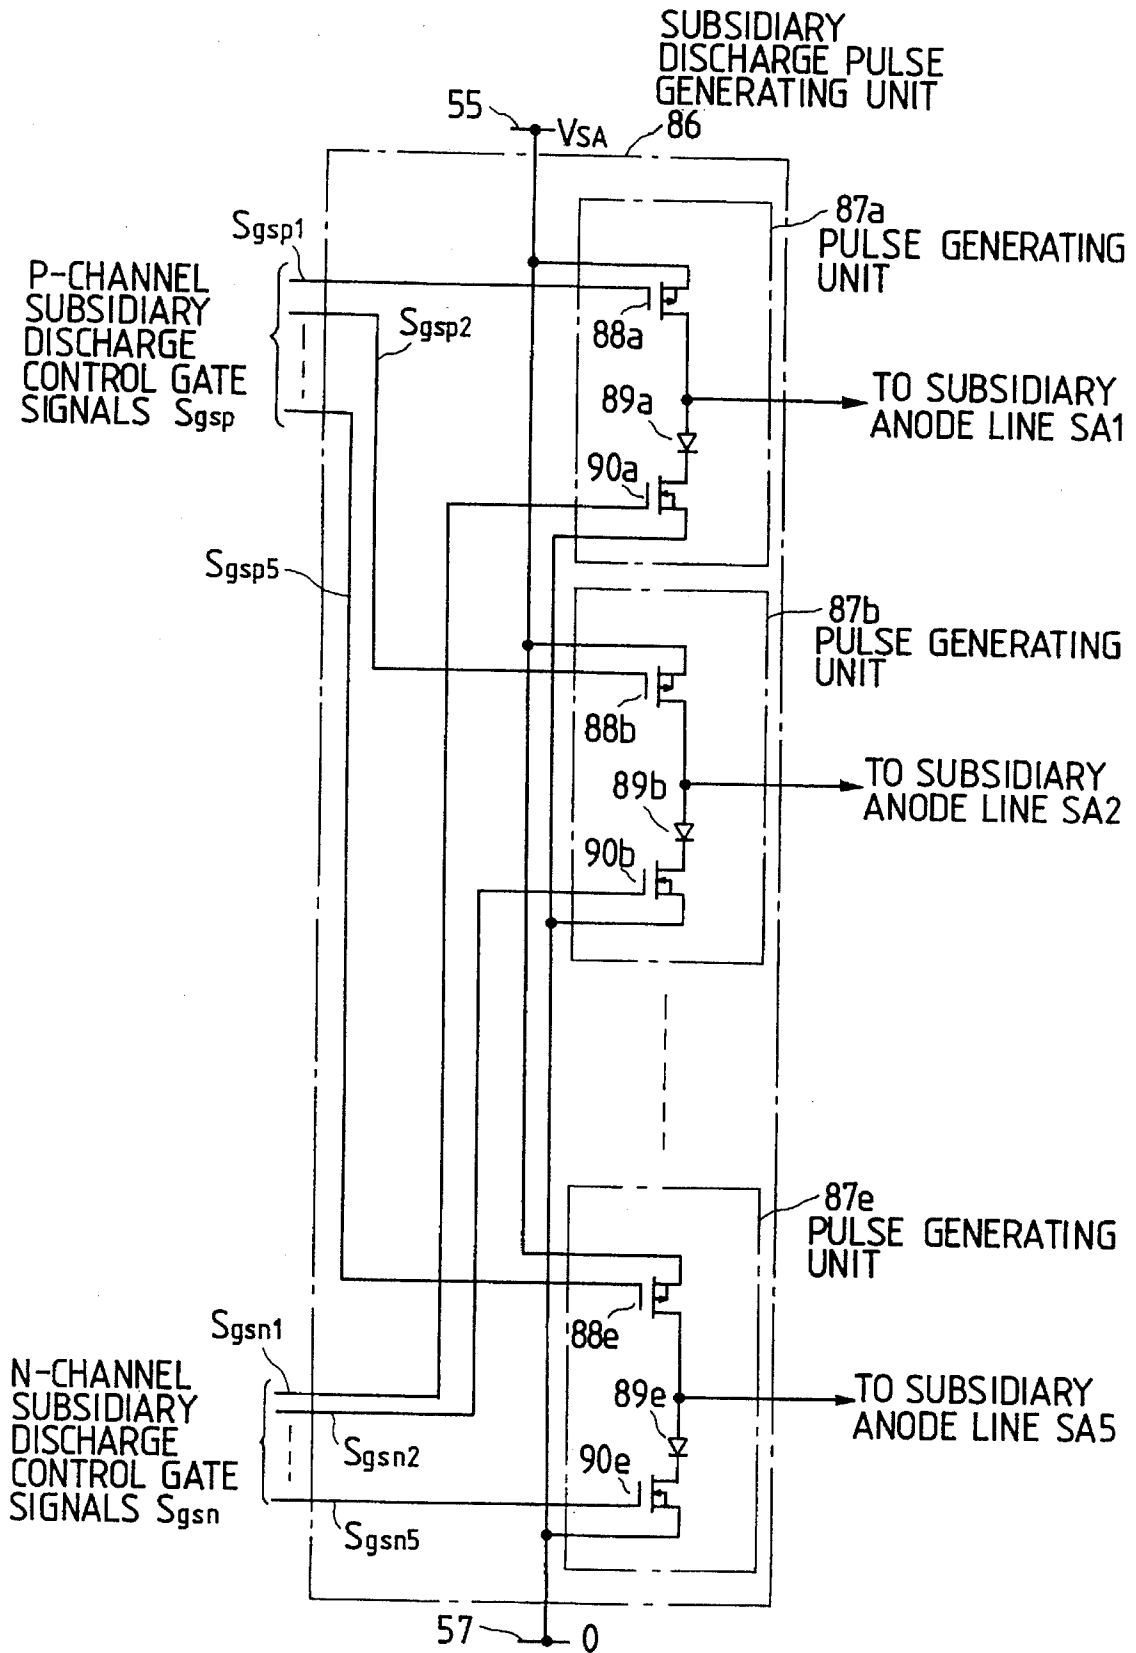 SUBSIDIARY
DISCHARGE PULSE
GENERATING UNIT
86
55
VSA
87a
PULSE GENERATING
UNIT
Sgsp1
P-CHANNEL
SUBSIDIARY
DISCHARGE
CONTROL GATE
SIGNALS Sgsp
Sgsp2
88a
89a
TO SUBSIDIARY
ANODE LINE SA1
90a
Sgsp5
87b
PULSE GENERATING
UNIT
88b
89b
TO SUBSIDIARY
ANODE LINE SA2
90b
87e
PULSE GENERATING
UNIT
88e
Sgsn1
N-CHANNEL
SUBSIDIARY
DISCHARGE
CONTROL GATE
SIGNALS Sgsn
89e
TO SUBSIDIARY
ANODE LINE SA5
Sgsn2
90e
Sgsn5
57
0